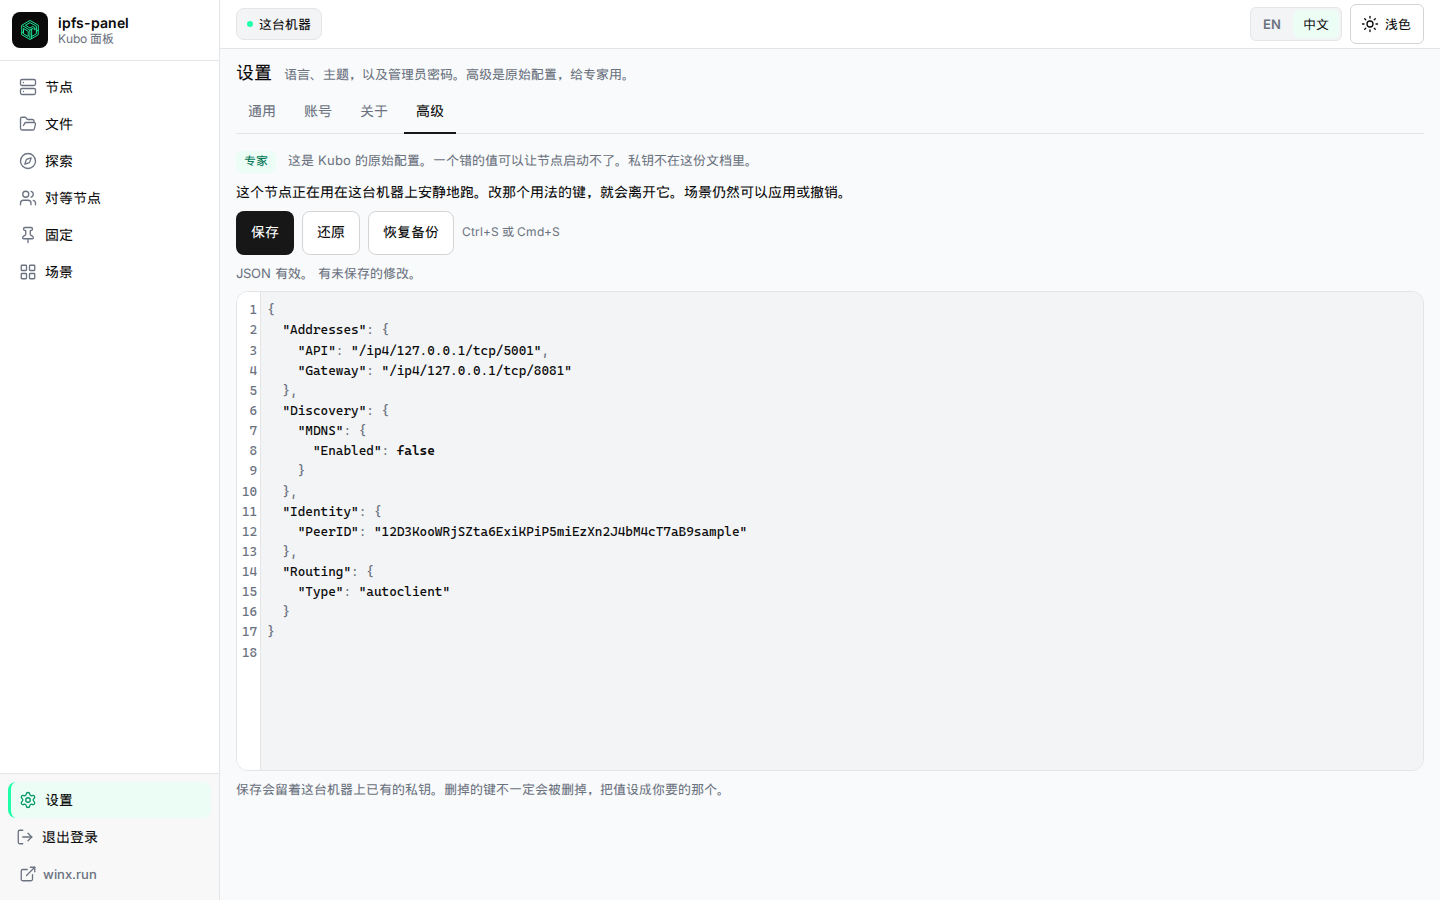 ipfs-panel
Kubo 面板
节点
文件
探索
对等节点
固定
场景
设置
退出登录
winx.run
这台机器
EN 中文
浅色
设置 语言、主题，以及管理员密码。高级是原始配置，给专家用。
通用 账号 关于 高级
专家 这是 Kubo 的原始配置。一个错的值可以让节点启动不了。私钥不在这份文档里。
这个节点正在用在这台机器上安静地跑。改那个用法的键，就会离开它。场景仍然可以应用或撤销。
保存 还原 恢复备份 Ctrl+S 或 Cmd+S
JSON 有效。 有未保存的修改。
1 {
2 "Addresses": {
3 "API": "/ip4/127.0.0.1/tcp/5001",
4 "Gateway": "/ip4/127.0.0.1/tcp/8081"
5 },
6 "Discovery": {
7 "MDNS": {
8 "Enabled": false
9 }
10 },
11 "Identity": {
12 "PeerID": "12D3KooWRjSZta6ExiKPiP5miEzXn2J4bM4cT7aB9sample"
13 },
14 "Routing": {
15 "Type": "autoclient"
16 }
17 }
18
保存会留着这台机器上已有的私钥。删掉的键不一定会被删掉，把值设成你要的那个。